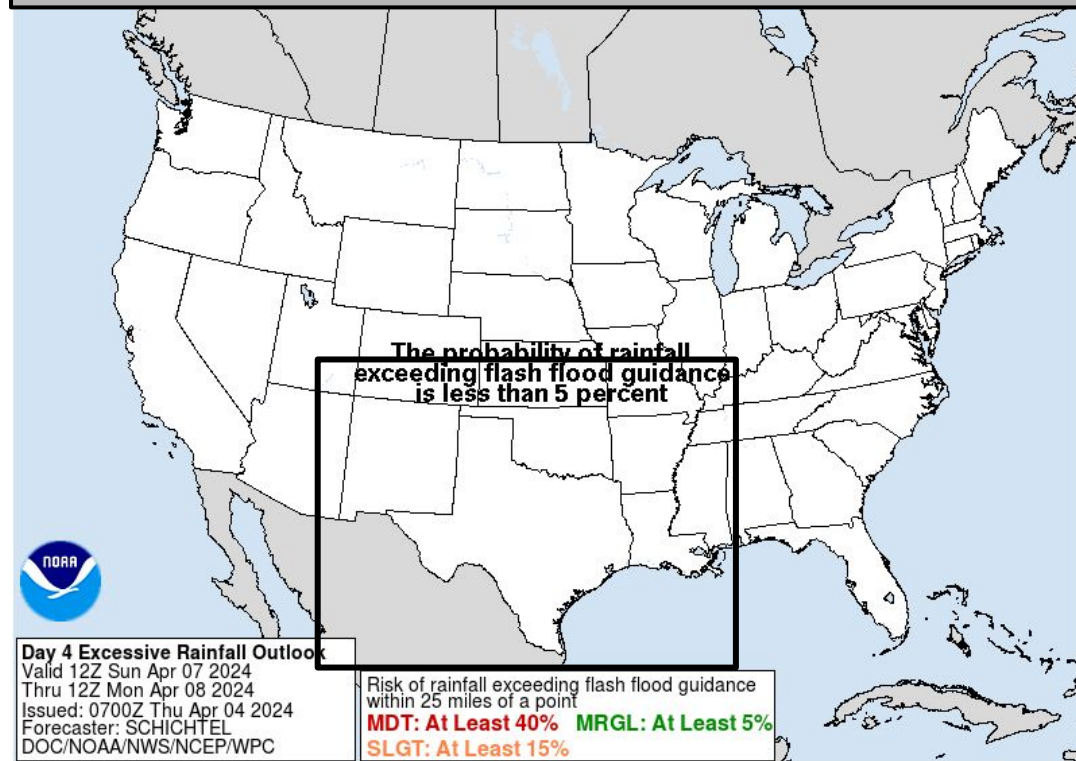 The probability of rainfall
exceeding flash flood guidance
is less than 5 percent
NOAA
Day 4 Excessive Rainfall Outlook
Valid 12Z Sun Apr 07 2024
Thru 12Z Mon Apr 08 2024
Issued: 0700Z Thu Apr 04 2024
Forecaster: SCHICHTEL
DOC/NOAA/NWS/NCEP/WPC
Risk of rainfall exceeding flash flood guidance
within 25 miles of a point
MDT: At Least 40% MRGL: At Least 5%
SLGT: At Least 15%